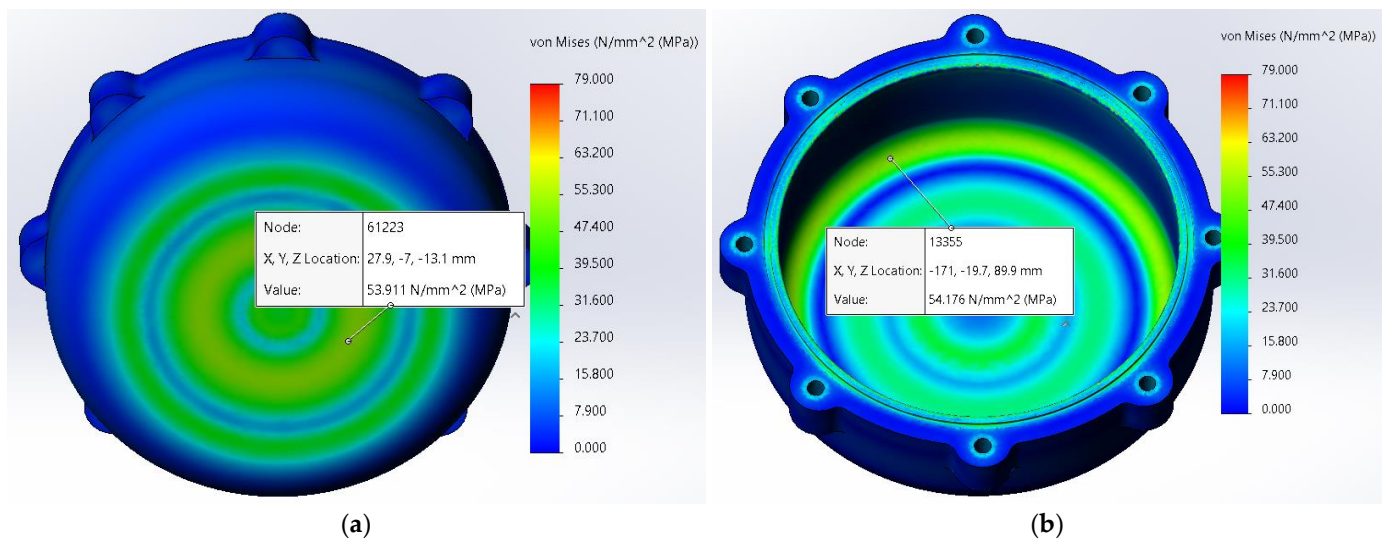 von Mises (N/mm^2 (MPa))
79.000
71.100
63.200
55.300
47.400
39.500
31.600
23.700
15.800
7.900
0.000
Node: 61223
X, Y, Z Location: 27.9, -7, -13.1 mm
Value: 53.911 N/mm^2 (MPa)
(a)
von Mises (N/mm^2 (MPa))
79.000
71.100
63.200
55.300
47.400
39.500
31.600
23.700
15.800
7.900
0.000
Node: 13355
X, Y, Z Location: -171, -19.7, 89.9 mm
Value: 54.176 N/mm^2 (MPa)
(b)